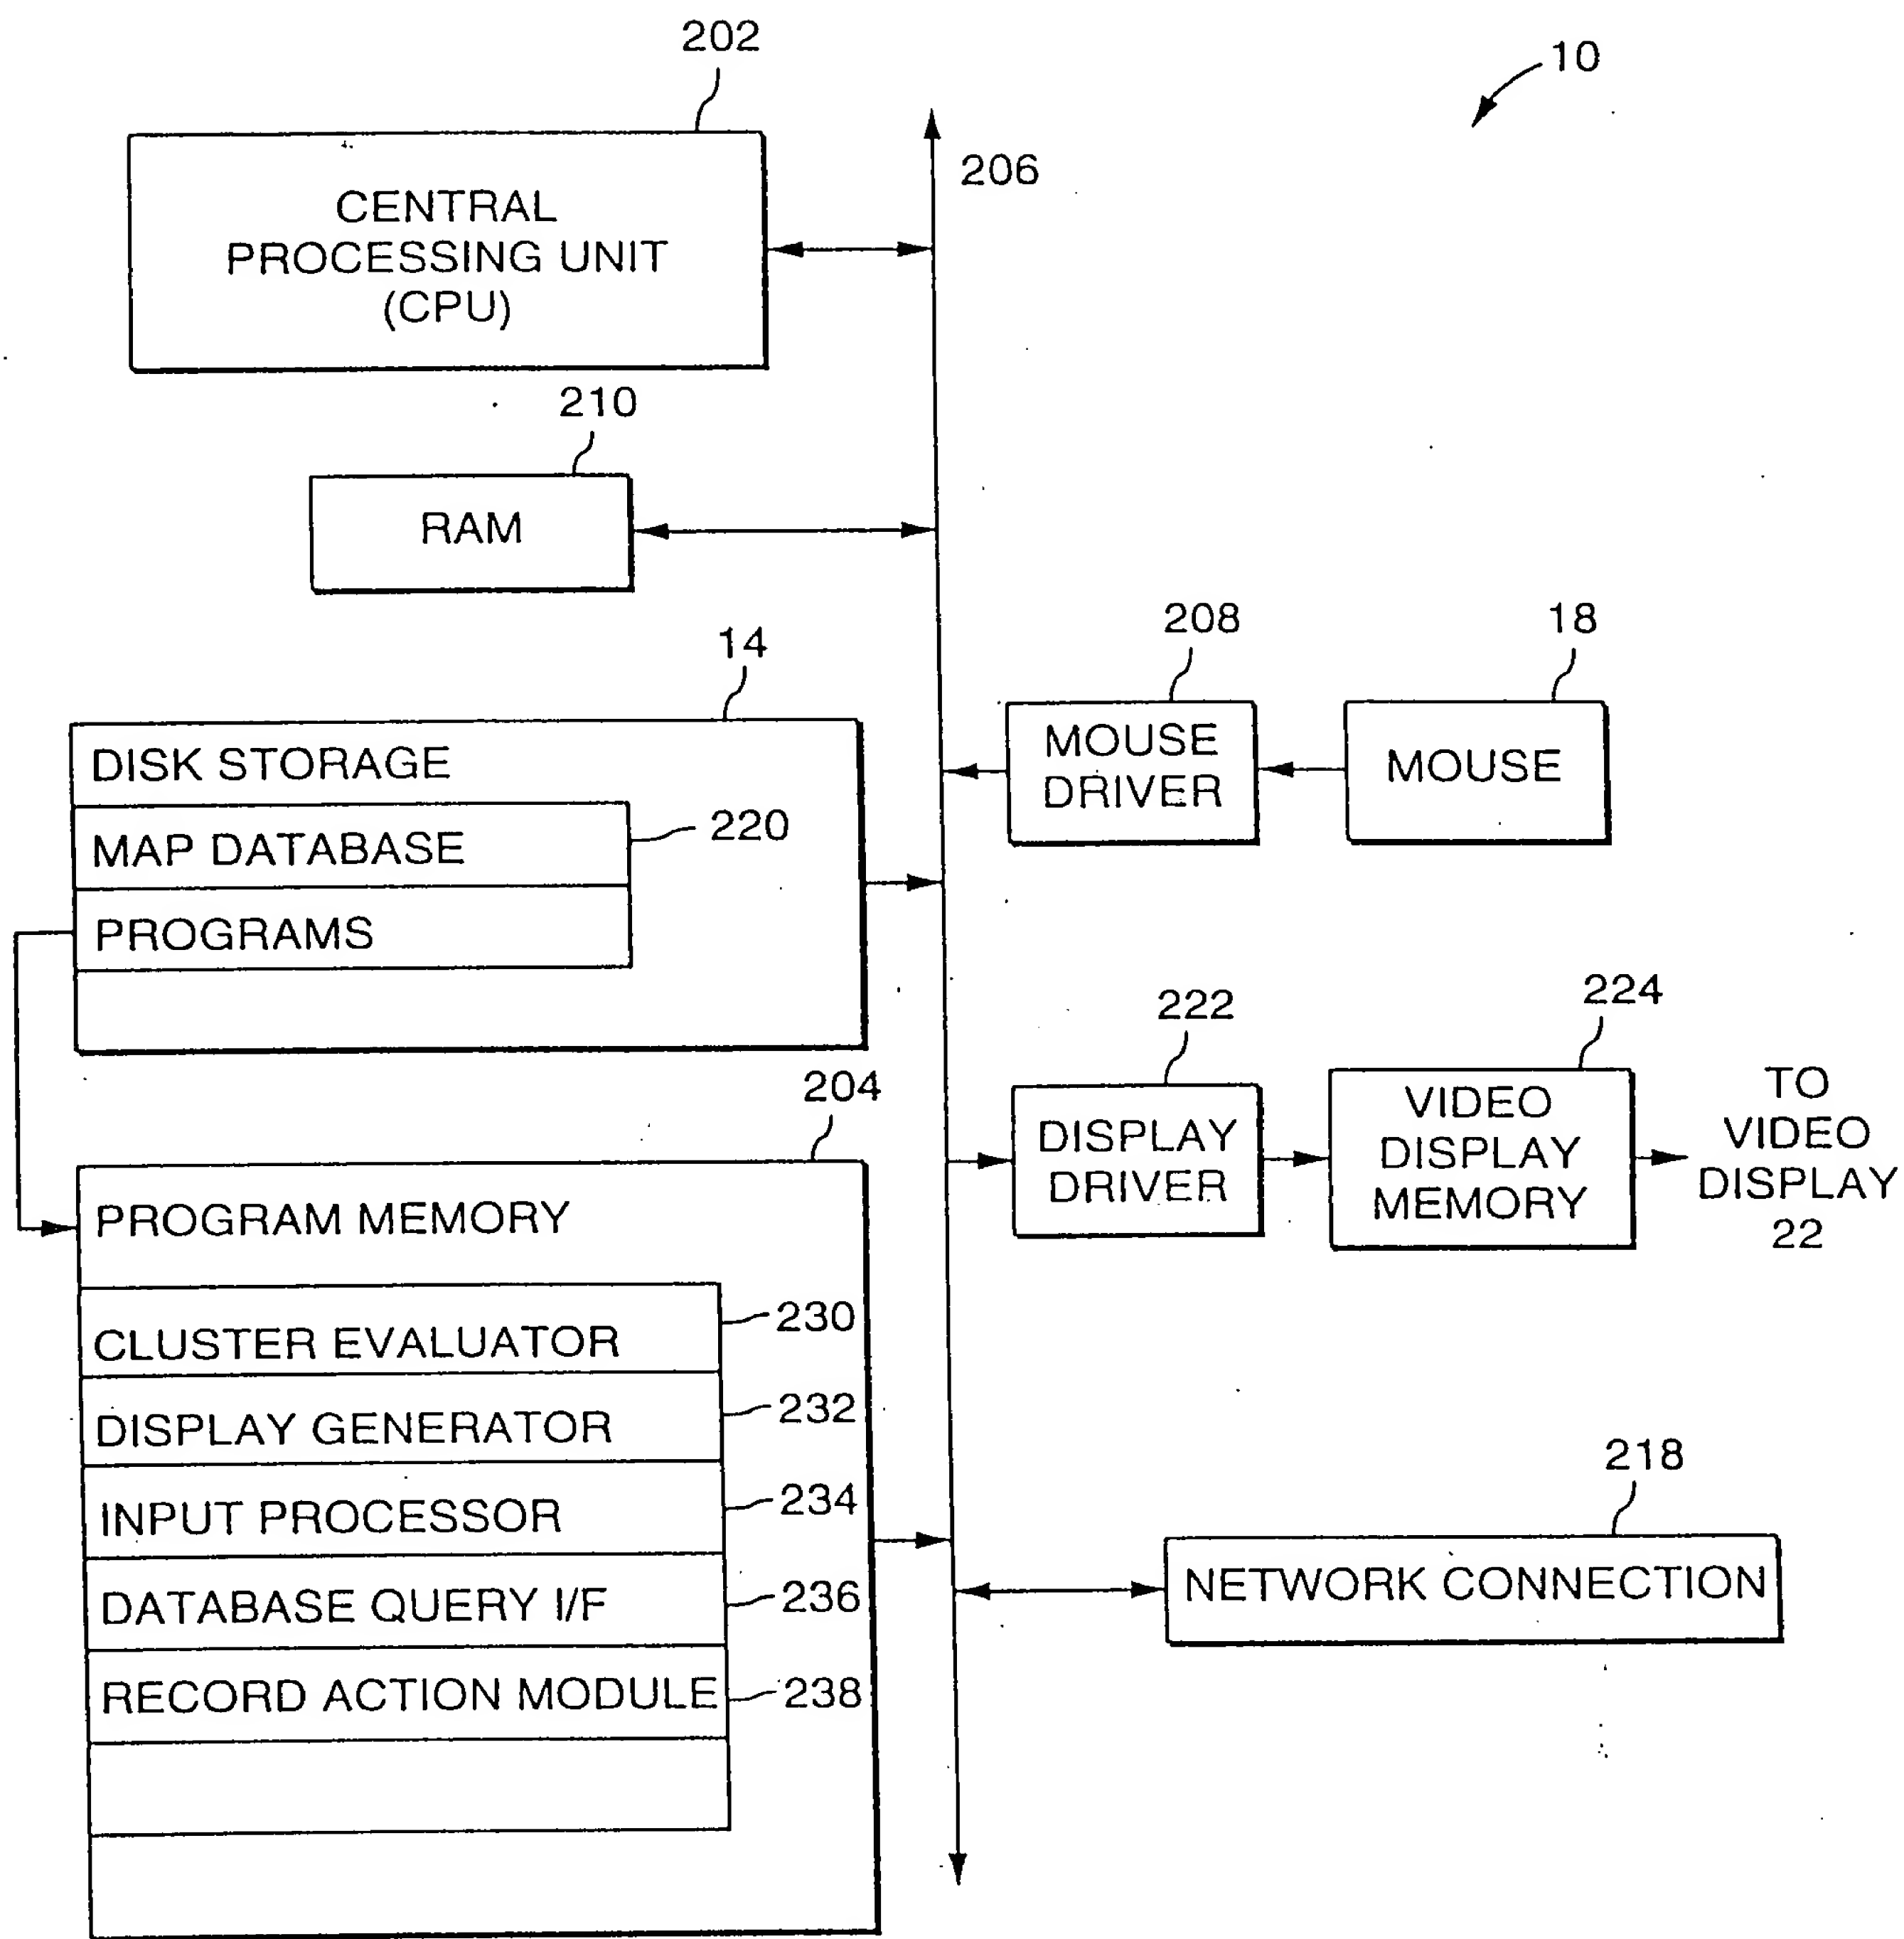 202
10
206
CENTRAL
PROCESSING UNIT
(CPU)
210
RAM
14
208
18
DISK STORAGE
MAP DATABASE
220
PROGRAMS
MOUSE
DRIVER
MOUSE
222
224
204
DISPLAY
DRIVER
VIDEO
DISPLAY
MEMORY
TO
VIDEO
DISPLAY
22
PROGRAM MEMORY
CLUSTER EVALUATOR
230
DISPLAY GENERATOR
232
INPUT PROCESSOR
234
DATABASE QUERY I/F
236
RECORD ACTION MODULE
238
218
NETWORK CONNECTION